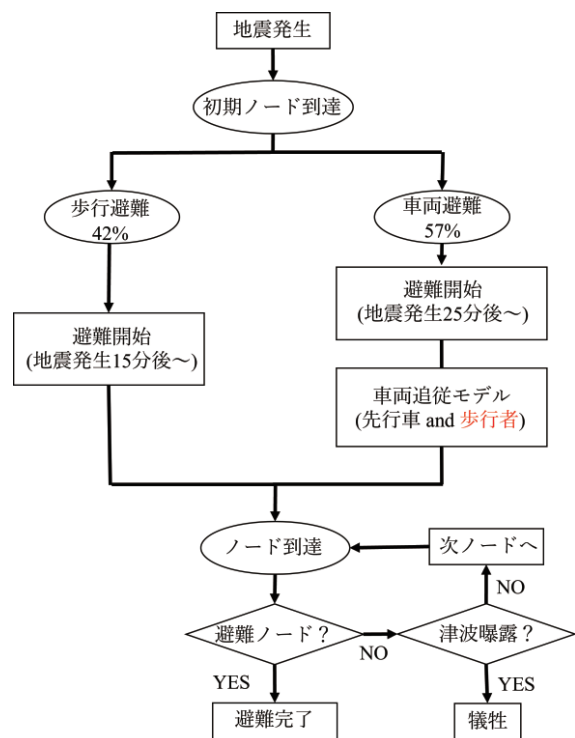 地震発生
初期ノード到達
歩行避難
42%
車両避難
57%
避難開始
(地震発生15分後～)
避難開始
(地震発生25分後～)
車両追従モデル
(先行車 and 歩行者)
ノード到達
次ノードへ
NO
避難ノード？
NO
津波曝露？
YES
YES
避難完了
犠牲